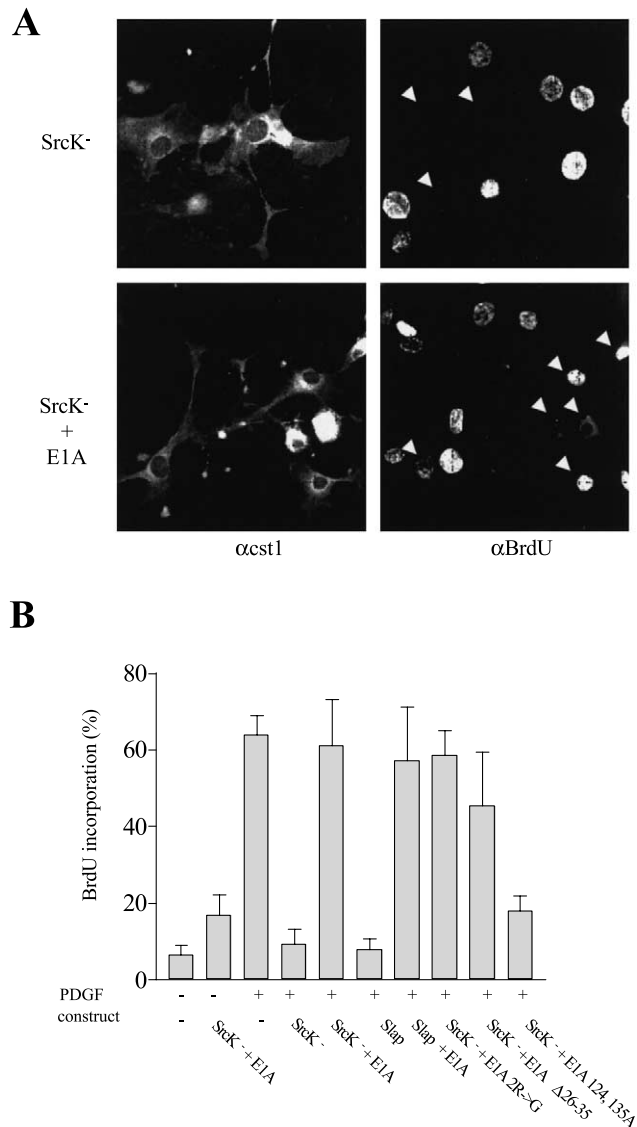 A
SrcK-
SrcK-
+
E1A
αcst1
αBrdU
B
80
60
40
20
0
BrdU incorporation (%)
PDGF - - + + + + + + + +
construct
-
SrcK- +E1A
-
SrcK-
SrcK- +E1A
Slap
Slap +E1A
SrcK- +E1A 2R->G
SrcK- +E1A Δ26-35
SrcK- +E1A 124, 135A